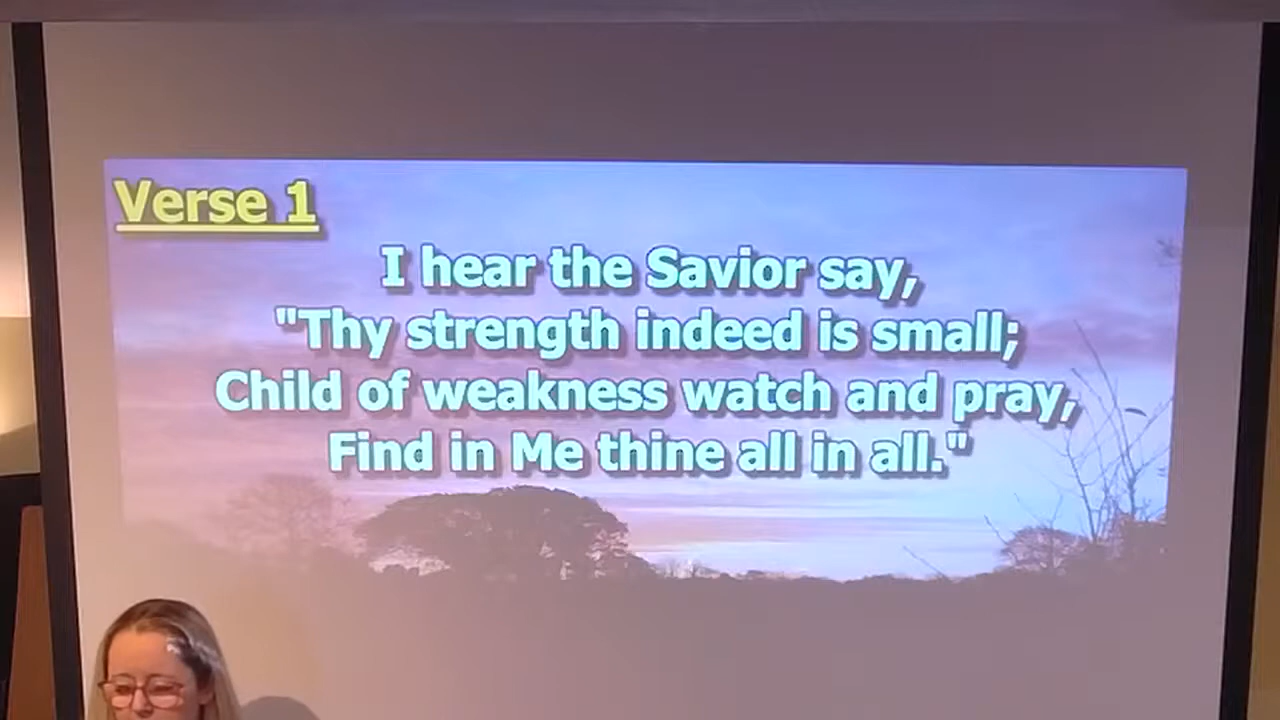 Verse 1
I hear the Savior say,
"Thy strength indeed is small;
Child of weakness watch and pray,
Find in Me thine all in all."